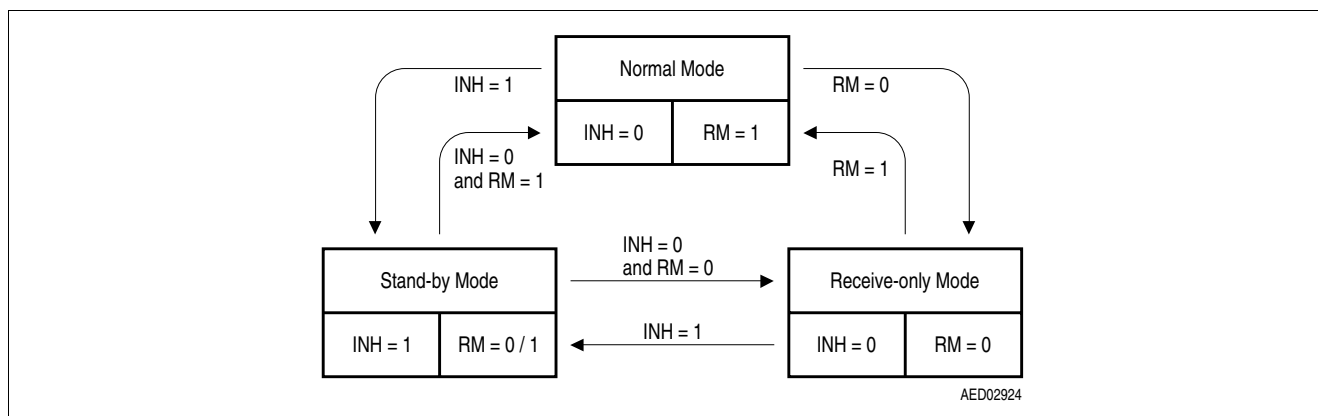 Normal Mode
INH = 1
RM = 0
INH = 0
RM = 1
INH = 0
and RM = 1
RM = 1
INH = 0
and RM = 0
Stand-by Mode
Receive-only Mode
INH = 1
RM = 0 / 1
INH = 1
INH = 0
RM = 0
AED02924